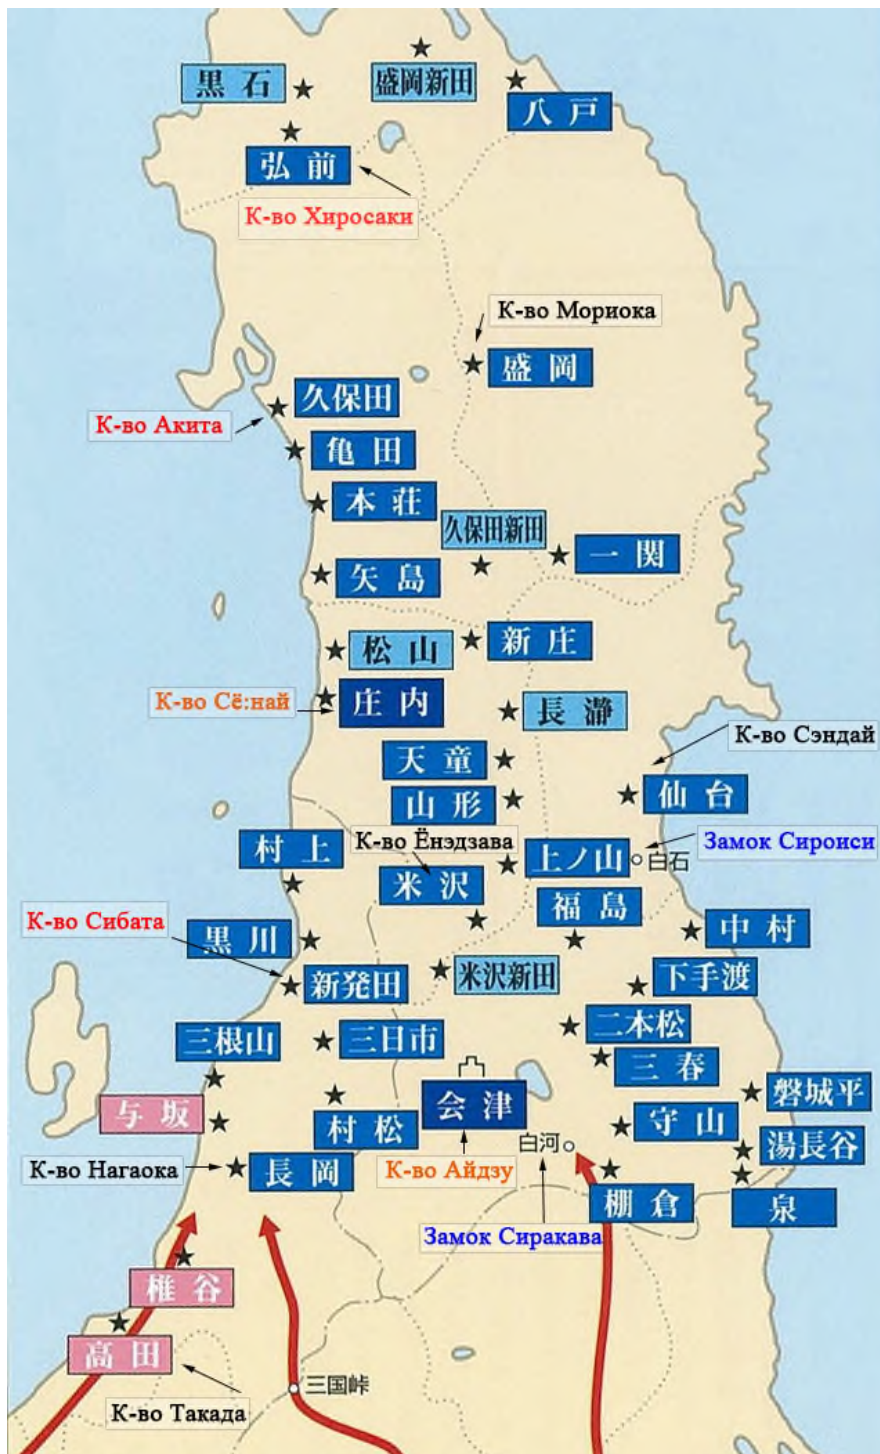 黒石
盛岡新田
八戸
弘前
К-во Хиросаки
К-во Мориока
盛岡
久保田
К-во Акита
亀田
本荘
久保田新田
一関
矢島
松山
新庄
К-во Сё:най
庄内
長瀞
К-во Сэндай
天童
山形
仙台
К-во Ёнэдзава
Замок Сироиси
村上
上ノ山
白石
米沢
福島
К-во Сибата
黒川
中村
新発田
米沢新田
下手渡
三根山
三日市
二本松
三春
会津
磐城平
与坂
村松
守山
白河
湯長谷
К-во Нагаока
長岡
К-во Айдзу
棚倉
泉
Замок Сиракава
椎谷
高田
三国峠
К-во Такада